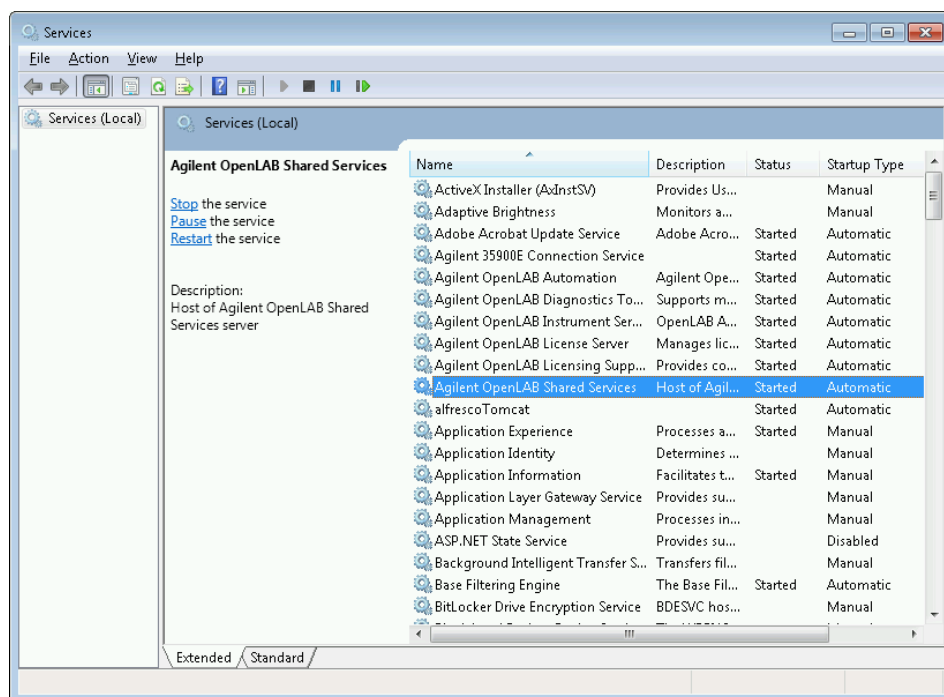 Services
File Action View Help
Services (Local)
Services (Local)
Agilent OpenLAB Shared Services
Stop the service
Pause the service
Restart the service
Description:
Host of Agilent OpenLAB Shared
Services server
Name Description Status Startup Type
ActiveX Installer (AxInstSV) Provides Us... Manual
Adaptive Brightness Monitors a... Manual
Adobe Acrobat Update Service Adobe Acro... Started Automatic
Agilent 35900E Connection Service Started Automatic
Agilent OpenLAB Automation Agilent Ope... Started Automatic
Agilent OpenLAB Diagnostics To... Supports m... Started Automatic
Agilent OpenLAB Instrument Ser... OpenLAB A... Started Automatic
Agilent OpenLAB License Server Manages lic... Started Automatic
Agilent OpenLAB Licensing Supp... Provides co... Started Automatic
Agilent OpenLAB Shared Services Host of Agil... Started Automatic
alfrescoTomcat Started Automatic
Application Experience Processes a... Started Manual
Application Identity Determines ... Manual
Application Information Facilitates t... Started Manual
Application Layer Gateway Service Provides su... Manual
Application Management Processes in... Manual
ASP.NET State Service Provides su... Disabled
Background Intelligent Transfer S... Transfers fil... Manual
Base Filtering Engine The Base Fil... Started Automatic
BitLocker Drive Encryption Service BDESVC hos... Manual
Extended Standard